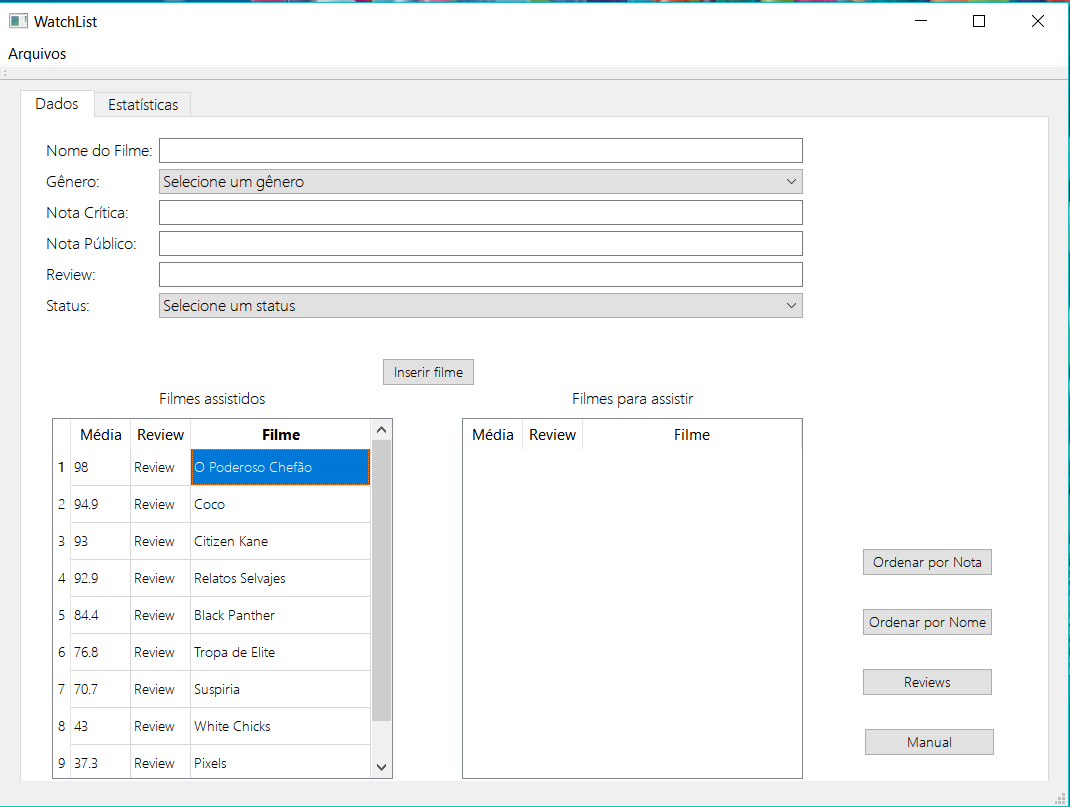 WatchList
Arquivos
Dados Estatísticas
Nome do Filme:
Gênero: Selecione um gênero
Nota Crítica:
Nota Público:
Review:
Status: Selecione um status
Inserir filme
Filmes assistidos Filmes para assistir
Média Review Filme Média Review Filme
1 98 Review O Poderoso Chefão
2 94.9 Review Coco
3 93 Review Citizen Kane
4 92.9 Review Relatos Selvajes
5 84.4 Review Black Panther
6 76.8 Review Tropa de Elite
7 70.7 Review Suspiria
8 43 Review White Chicks
9 37.3 Review Pixels
Ordenar por Nota
Ordenar por Nome
Reviews
Manual